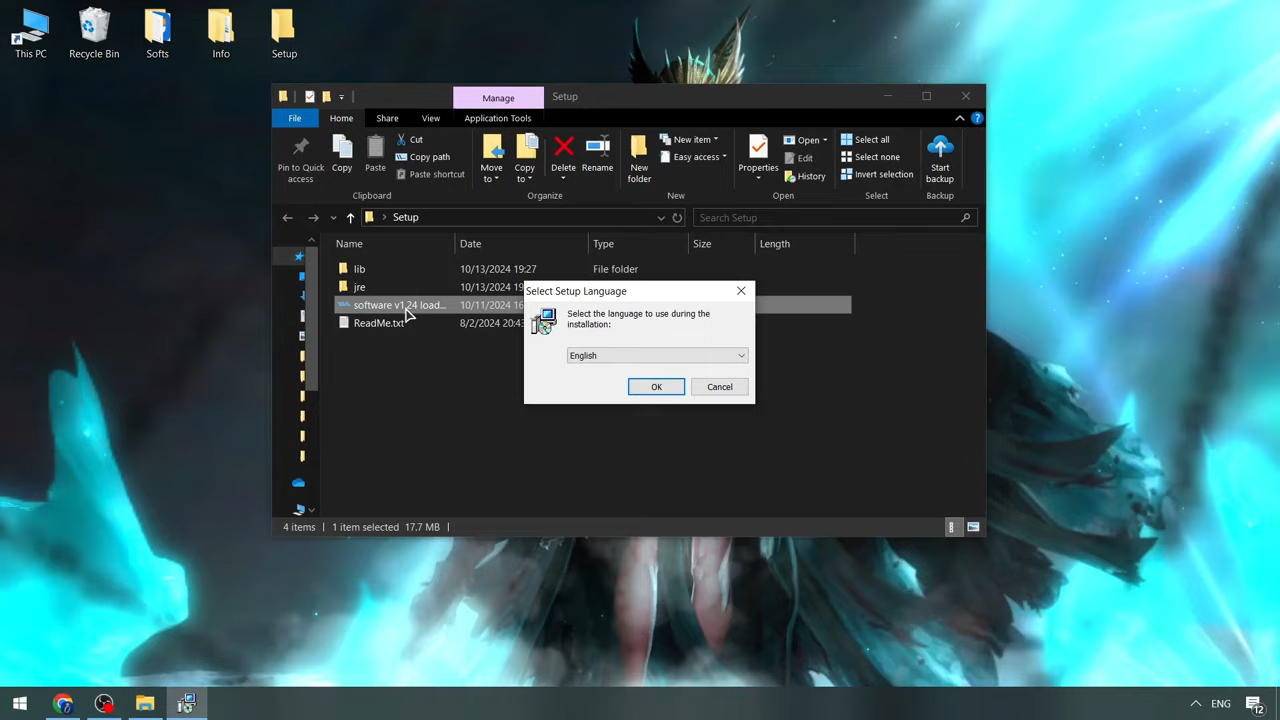 This PC
Recycle Bin
Softs
Info
Setup
Manage
Setup
File
Home
Share
View
Application Tools
Pin to Quick access
Copy
Paste
Cut
Copy path
Paste shortcut
Clipboard
Move to
Copy to
Delete
Rename
Organize
New folder
New item
Easy access
New
Properties
Open
Edit
History
Open
Select all
Select none
Invert selection
Select
Start backup
Backup
Setup
Search Setup
Name
Date
Type
Size
Length
lib
10/13/2024 19:27
File folder
jre
10/13/2024 19
software v1.24 load...
10/11/2024 16
ReadMe.txt
8/2/2024 20:43
Select Setup Language
Select the language to use during the
installation:
English
OK
Cancel
4 items
1 item selected 17.7 MB
ENG
12